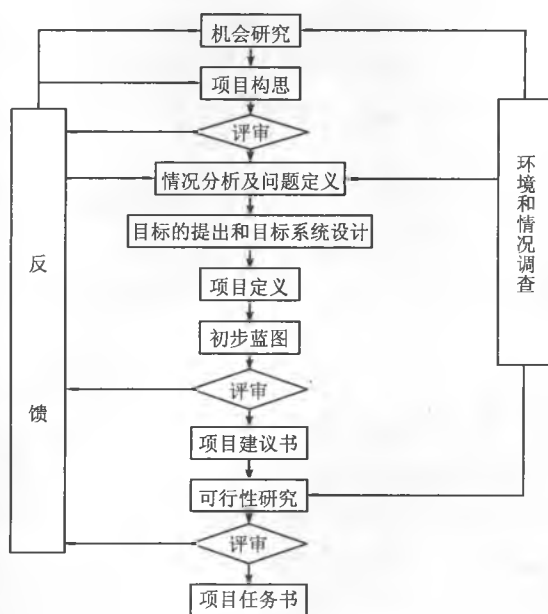 机会研究
项目构思
评审
情况分析及问题定义
目标的提出和目标系统设计
项目定义
初步蓝图
评审
项目建议书
可行性研究
评审
项目任务书
反馈
环境和情况调查